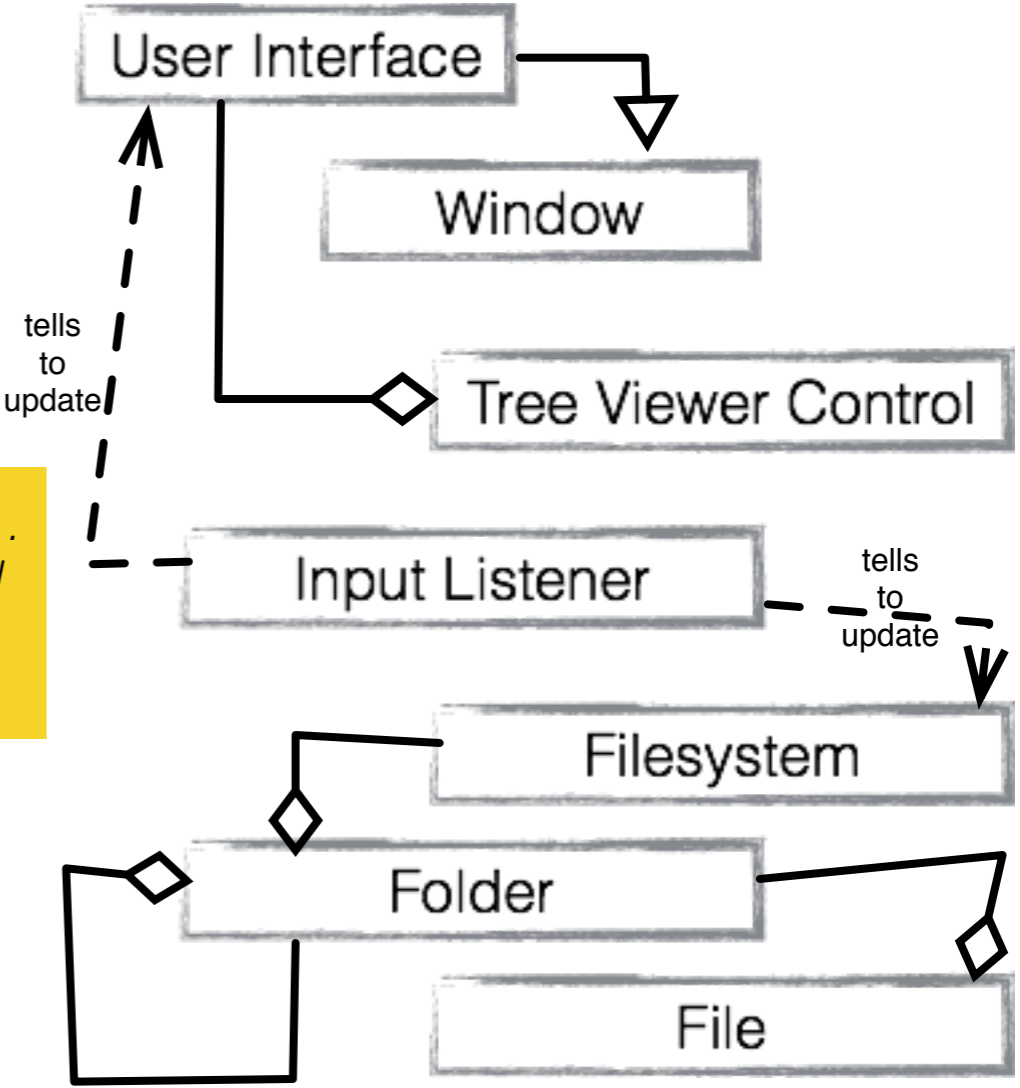 User Interface
Window
tells
to
update
Tree Viewer Control
Input Listener
tells
to
update
Filesystem
Folder
File